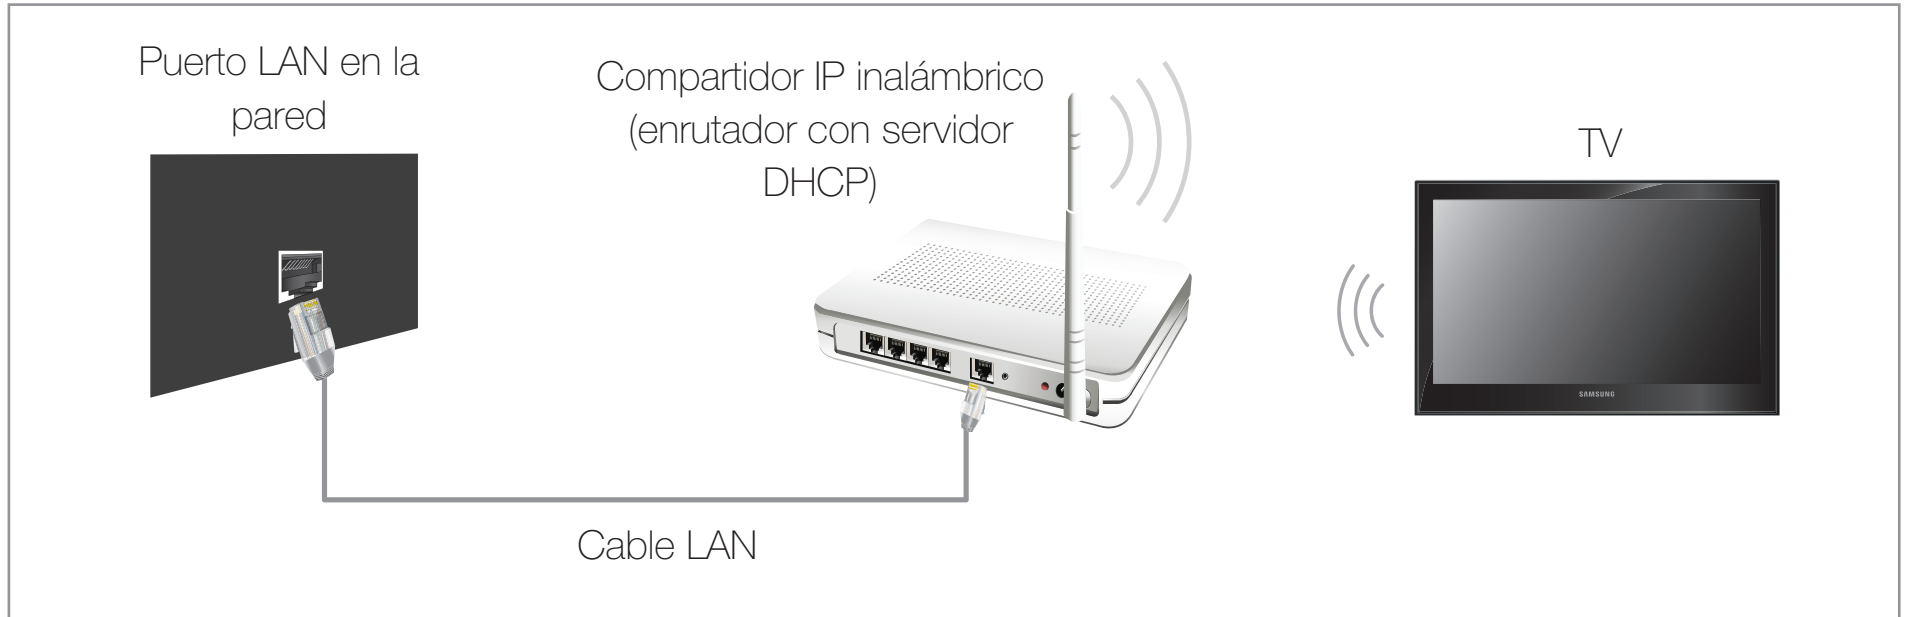 Puerto LAN en la
pared
Compartidor IP inalámbrico
(enrutador con servidor
DHCP)
TV
SAMSUNG
Cable LAN